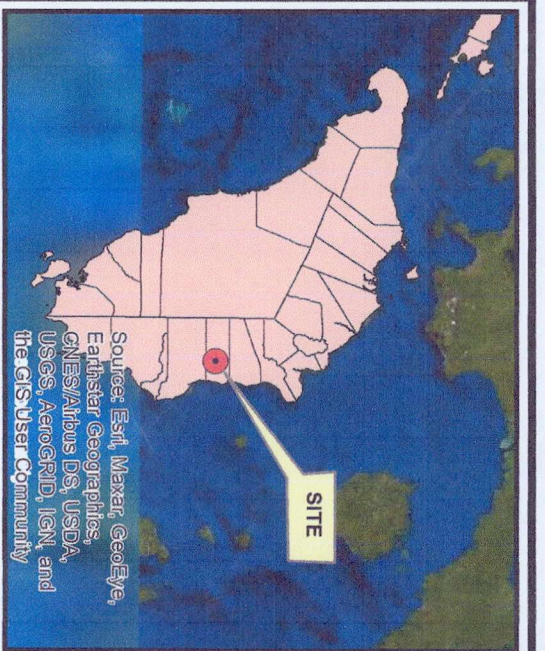 SITE
Source: Esri, Maxar, GeoEye,
Earthstar Geographics,
CNES/Airbus DS, USDA,
USGS, AeroGRID, IGN, and
the GIS User Community